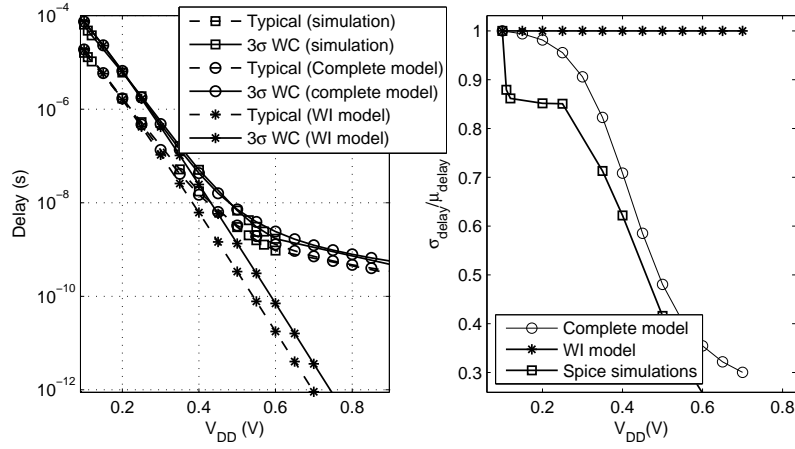 Typical (simulation)
3σ WC (simulation)
Typical (Complete model)
3σ WC (complete model)
Typical (WI model)
3σ WC (WI model)
10^-4
10^-6
10^-8
10^-10
10^-12
Delay (s)
0.2 0.4 0.6 0.8
V_DD (V)
1
0.9
0.8
0.7
0.6
0.5
0.4
0.3
σ_delay/μ_delay
Complete model
WI model
Spice simulations
0.2 0.4 0.6 0.8
V_DD(V)